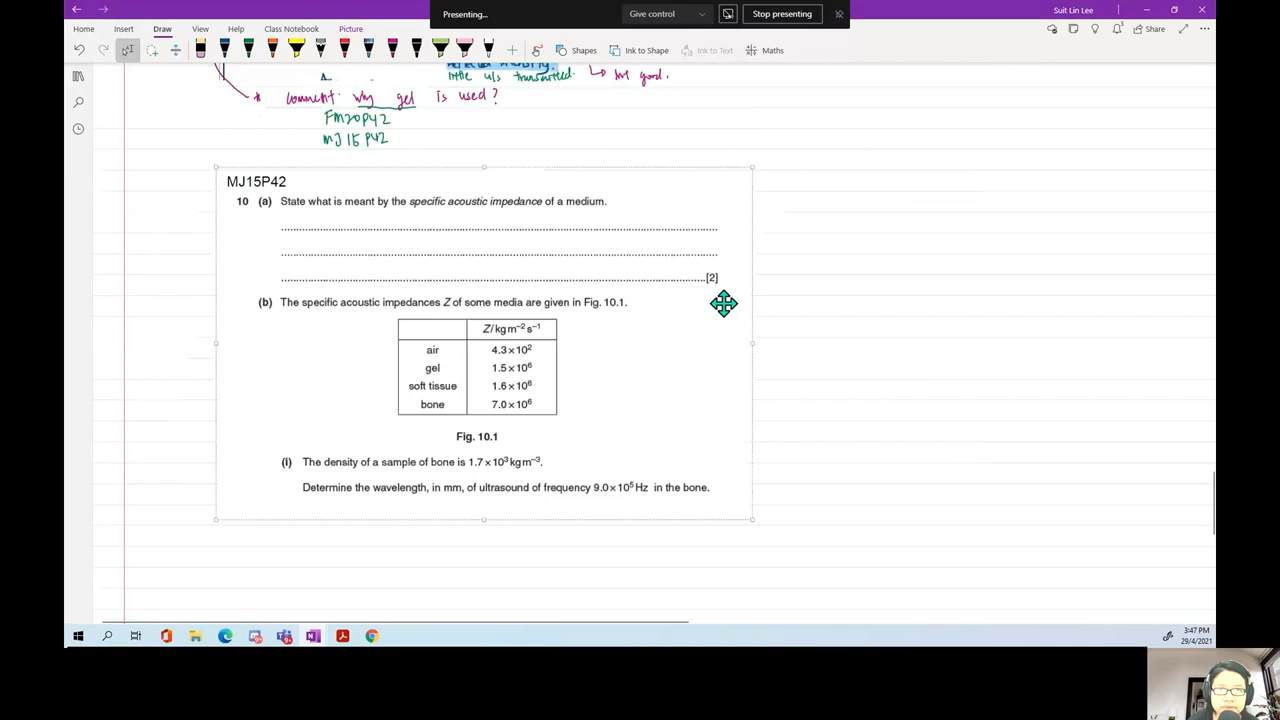 Presenting...
Give control
Stop presenting
Suit Lin Lee
Home Insert Draw View Help Class Notebook Picture
Share
Shapes Ink to Shape Ink to Text Maths
little u/s transmitted.
* comment why gel is used?
FM20P42
MJ15P42
MJ15P42
10 (a) State what is meant by the specific acoustic impedance of a medium.
[2]
(b) The specific acoustic impedances Z of some media are given in Fig. 10.1.
Z/kg m⁻² s⁻¹
air 4.3×10²
gel 1.5×10⁶
soft tissue 1.6×10⁶
bone 7.0×10⁶
Fig. 10.1
(i) The density of a sample of bone is 1.7×10³ kg m⁻³.
Determine the wavelength, in mm, of ultrasound of frequency 9.0×10⁵ Hz in the bone.
3:47 PM
29/4/2021